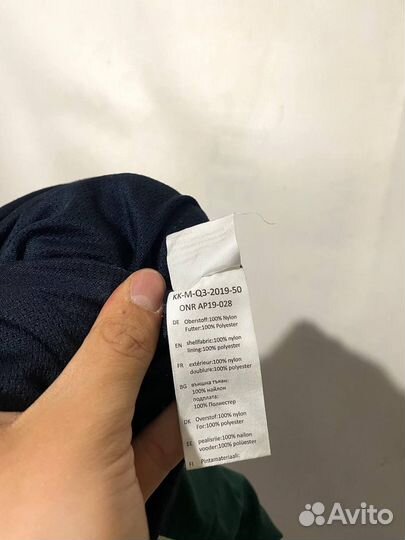 KK-M-Q3-2019-50
ONR AP19-028
DE Oberstoff:100% Nylon
Futter:100% Polyester
EN shellfabric:100% nylon
lining:100% polyester
FR extérieur:100% nylon
doublure:100% polyester
BG външна тъкан:
100% найлон
подплата:
100% Полиестер
DK Overstof:100% nylon
For:100% polyester
EE pealisriie:100% nailon
vooder:100% polüester
FI Pintamateriaali:
Avito